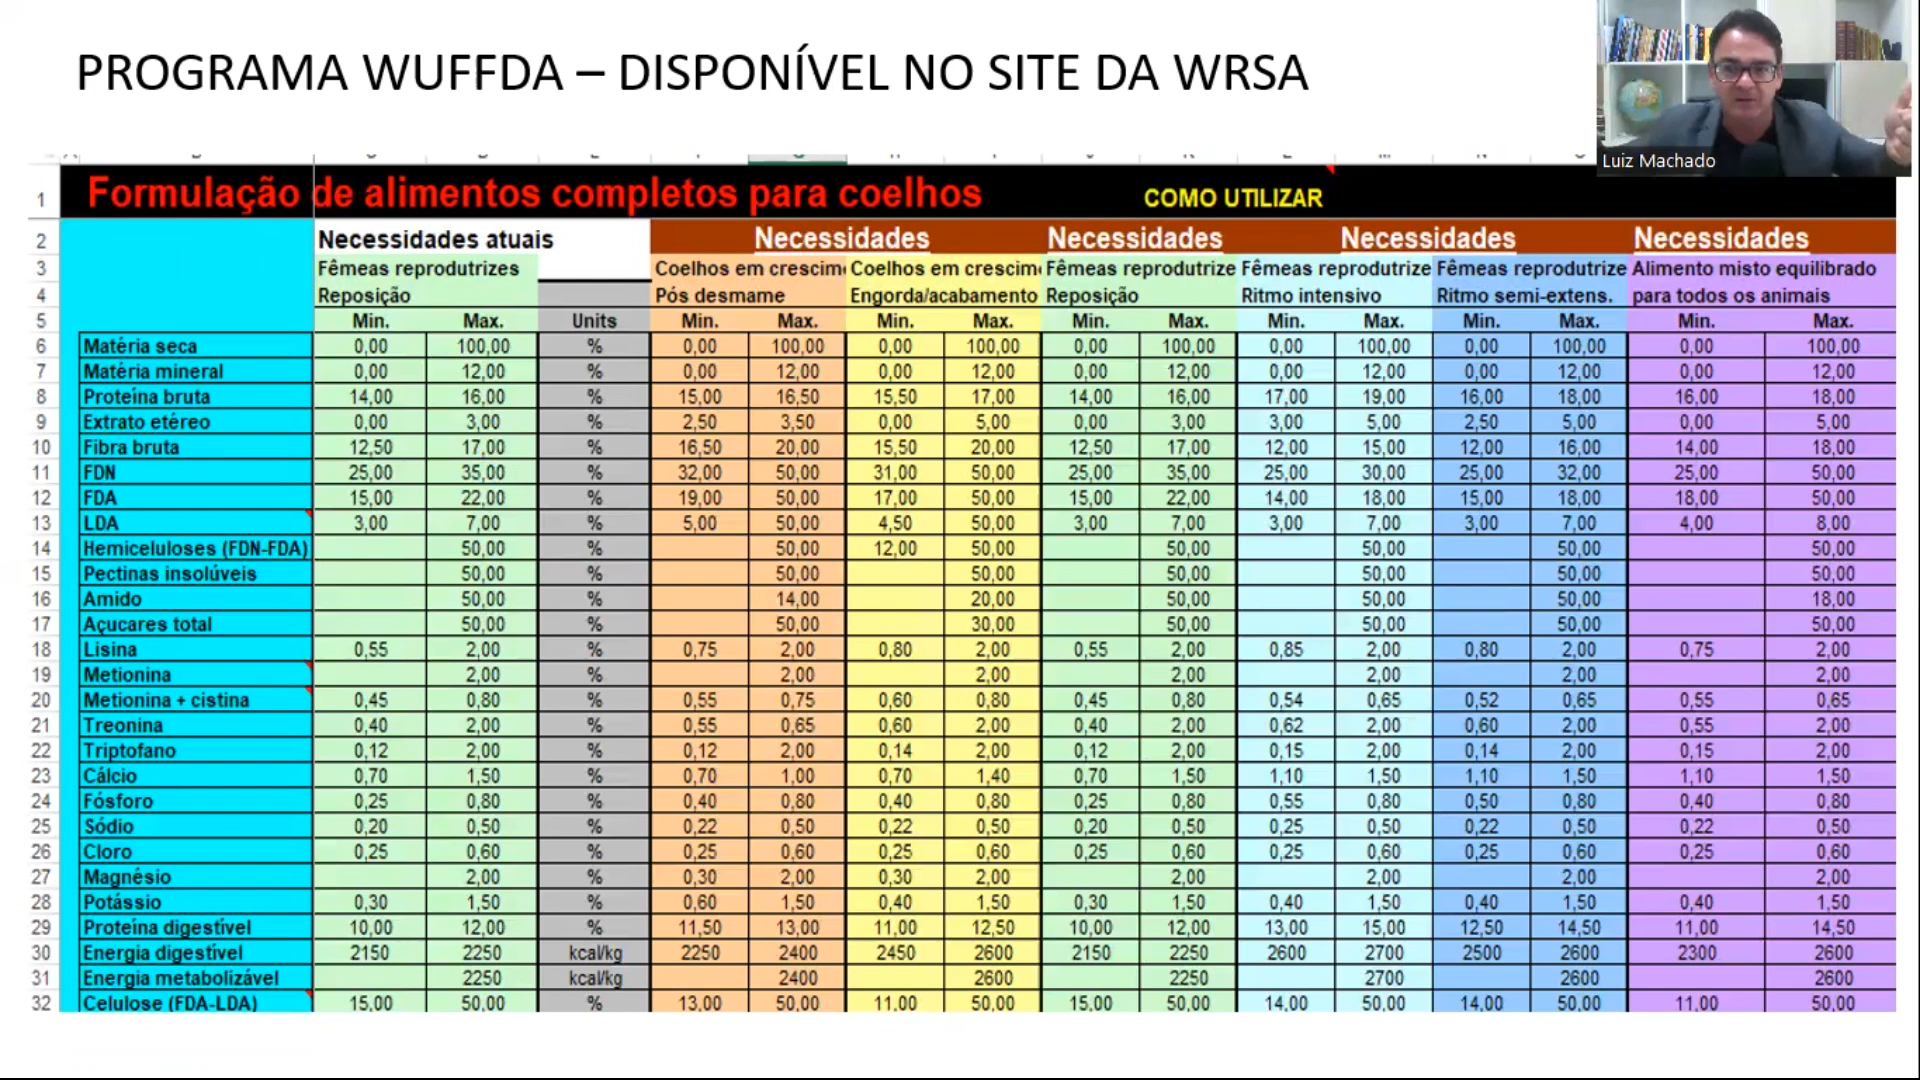 PROGRAMA WUFFDA – DISPONÍVEL NO SITE DA WRSA
Luiz Machado
1 Formulação de alimentos completos para coelhos COMO UTILIZAR
2 Necessidades atuais Necessidades Necessidades Necessidades Necessidades
3 Fêmeas reprodutrizes Coelhos em crescim Coelhos em crescim Fêmeas reprodutrize Fêmeas reprodutrize Fêmeas reprodutrize Alimento misto equilibrado
4 Reposição Pós desmame Engorda/acabamento Reposição Ritmo intensivo Ritmo semi-extens. para todos os animais
5 Min. Max. Units Min. Max. Min. Max. Min. Max. Min. Max. Min. Max. Min. Max.
6 Matéria seca 0,00 100,00 % 0,00 100,00 0,00 100,00 0,00 100,00 0,00 100,00 0,00 100,00 0,00 100,00
7 Matéria mineral 0,00 12,00 % 0,00 12,00 0,00 12,00 0,00 12,00 0,00 12,00 0,00 12,00 0,00 12,00
8 Proteína bruta 14,00 16,00 % 15,00 16,50 15,50 17,00 14,00 16,00 17,00 19,00 16,00 18,00 16,00 18,00
9 Extrato etéreo 0,00 3,00 % 2,50 3,50 0,00 5,00 0,00 3,00 3,00 5,00 2,50 5,00 0,00 5,00
10 Fibra bruta 12,50 17,00 % 16,50 20,00 15,50 20,00 12,50 17,00 12,00 15,00 12,00 16,00 14,00 18,00
11 FDN 25,00 35,00 % 32,00 50,00 31,00 50,00 25,00 35,00 25,00 30,00 25,00 32,00 25,00 50,00
12 FDA 15,00 22,00 % 19,00 50,00 17,00 50,00 15,00 22,00 14,00 18,00 15,00 18,00 18,00 50,00
13 LDA 3,00 7,00 % 5,00 50,00 4,50 50,00 3,00 7,00 3,00 7,00 3,00 7,00 4,00 8,00
14 Hemiceluloses (FDN-FDA) 50,00 % 50,00 12,00 50,00 50,00 50,00 50,00 50,00
15 Pectinas insolúveis 50,00 % 50,00 50,00 50,00 50,00 50,00 50,00
16 Amido 50,00 % 14,00 20,00 50,00 50,00 50,00 18,00
17 Açucares total 50,00 % 50,00 30,00 50,00 50,00 50,00 50,00
18 Lisina 0,55 2,00 % 0,75 2,00 0,80 2,00 0,55 2,00 0,85 2,00 0,80 2,00 0,75 2,00
19 Metionina 2,00 % 2,00 2,00 2,00 2,00 2,00 2,00
20 Metionina + cistina 0,45 0,80 % 0,55 0,75 0,60 0,80 0,45 0,80 0,54 0,65 0,52 0,65 0,55 0,65
21 Treonina 0,40 2,00 % 0,55 0,65 0,60 2,00 0,40 2,00 0,62 2,00 0,60 2,00 0,55 2,00
22 Triptofano 0,12 2,00 % 0,12 2,00 0,14 2,00 0,12 2,00 0,15 2,00 0,14 2,00 0,15 2,00
23 Cálcio 0,70 1,50 % 0,70 1,00 0,70 1,40 0,70 1,50 1,10 1,50 1,10 1,50 1,10 1,50
24 Fósforo 0,25 0,80 % 0,40 0,80 0,40 0,80 0,25 0,80 0,55 0,80 0,50 0,80 0,40 0,80
25 Sódio 0,20 0,50 % 0,22 0,50 0,22 0,50 0,20 0,50 0,25 0,50 0,22 0,50 0,22 0,50
26 Cloro 0,25 0,60 % 0,25 0,60 0,25 0,60 0,25 0,60 0,25 0,60 0,25 0,60 0,25 0,60
27 Magnésio 2,00 % 0,30 2,00 0,30 2,00 2,00 2,00 2,00 2,00
28 Potássio 0,30 1,50 % 0,60 1,50 0,40 1,50 0,30 1,50 0,40 1,50 0,40 1,50 0,40 1,50
29 Proteína digestível 10,00 12,00 % 11,50 13,00 11,00 12,50 10,00 12,00 13,00 15,00 12,50 14,50 11,00 14,50
30 Energia digestível 2150 2250 kcal/kg 2250 2400 2450 2600 2150 2250 2600 2700 2500 2600 2300 2600
31 Energia metabolizável 2250 kcal/kg 2400 2600 2250 2700 2600 2600
32 Celulose (FDA-LDA) 15,00 50,00 % 13,00 50,00 11,00 50,00 15,00 50,00 14,00 50,00 14,00 50,00 11,00 50,00